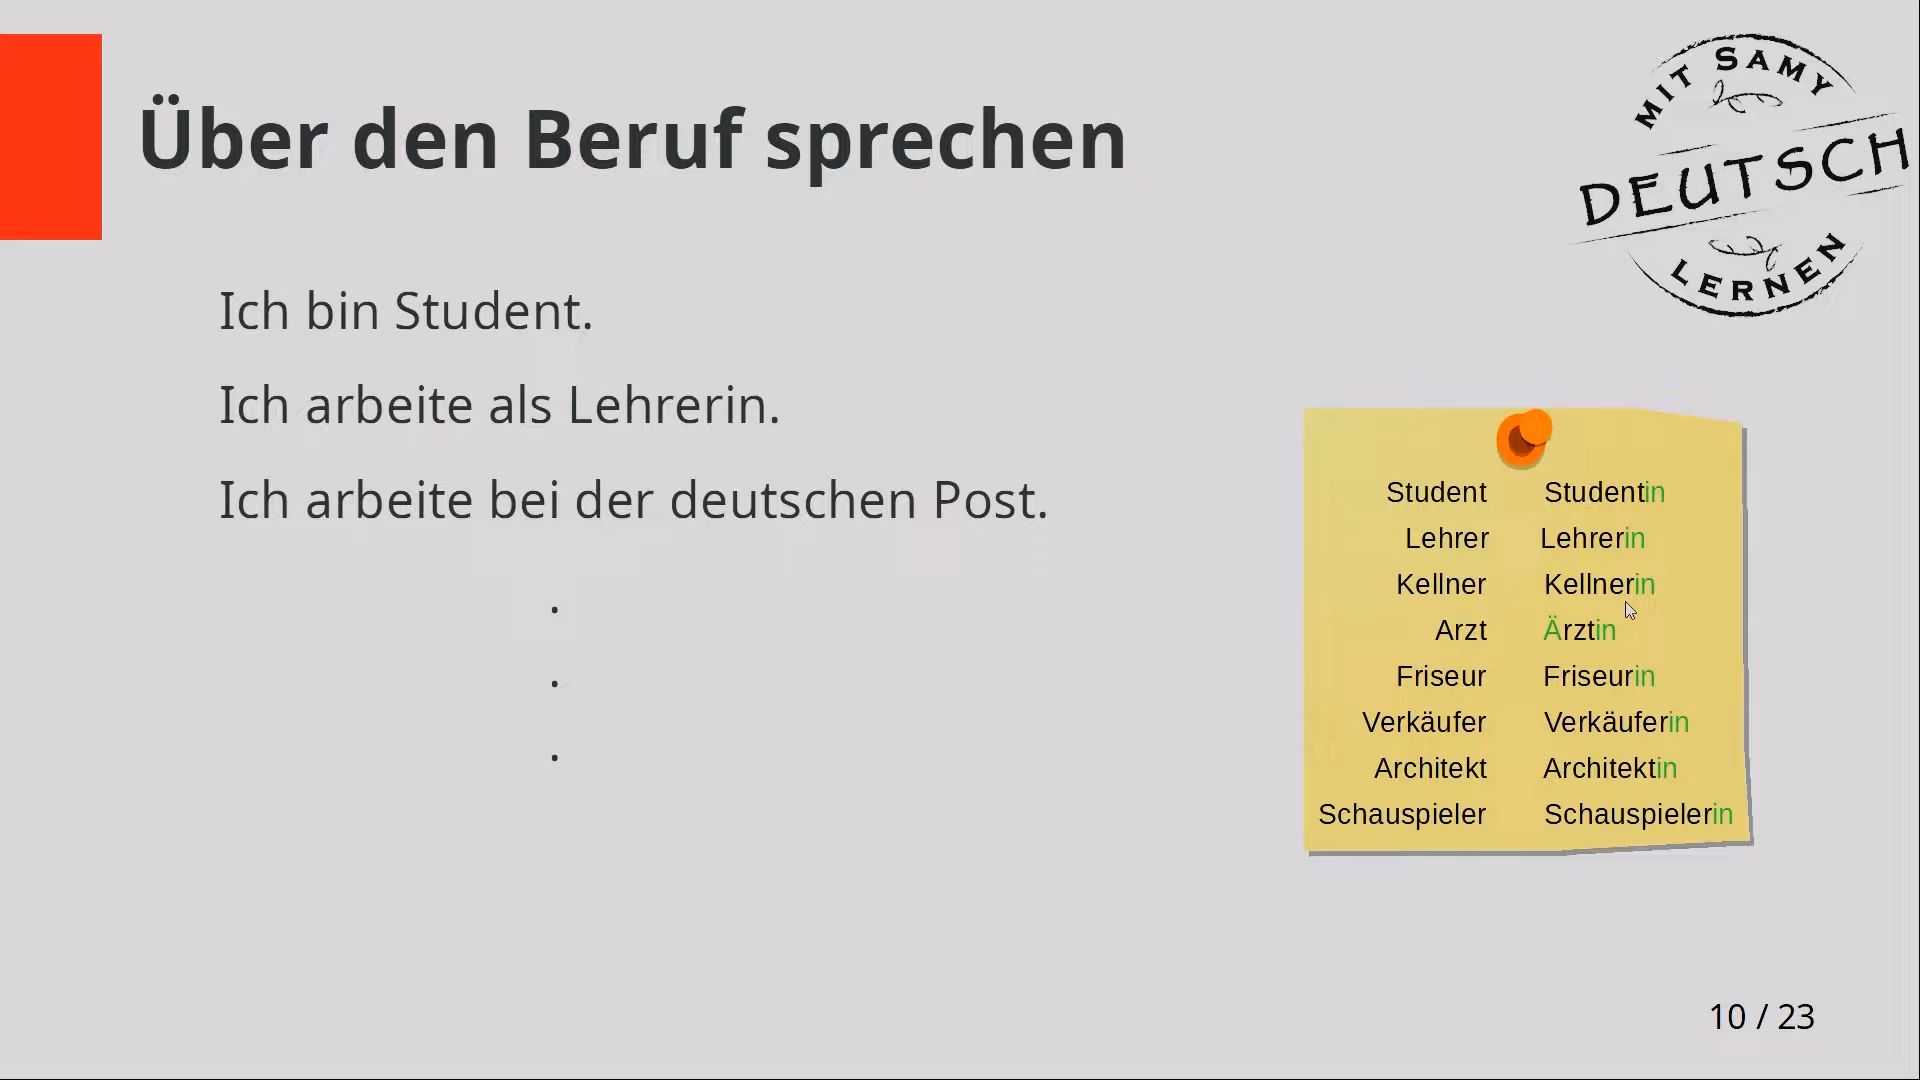 Über den Beruf sprechen
MIT SAMY
DEUTSCH
LERNEN
Ich bin Student.
Ich arbeite als Lehrerin.
Ich arbeite bei der deutschen Post.
.
.
.
Student Studentin
Lehrer Lehrerin
Kellner Kellnerin
Arzt Ärztin
Friseur Friseurin
Verkäufer Verkäuferin
Architekt Architektin
Schauspieler Schauspielerin
10 / 23